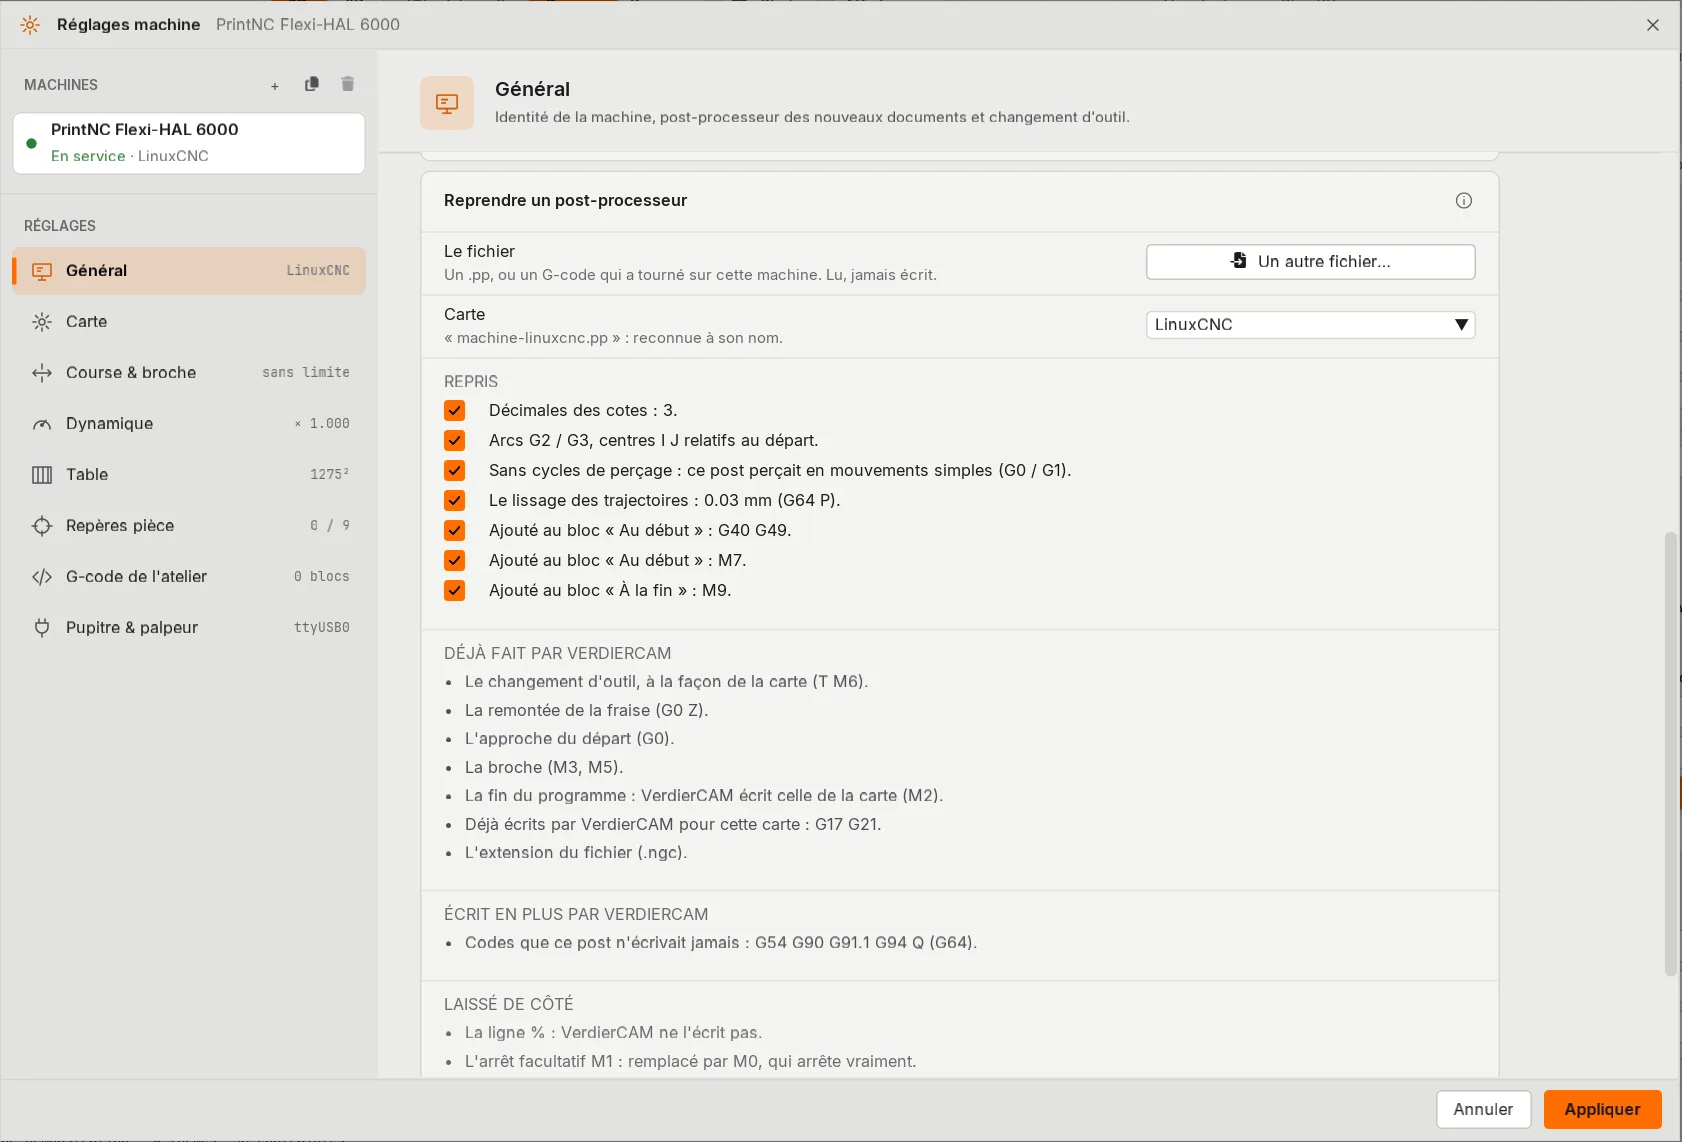 Réglages machine PrintNC Flexi-HAL 6000
MACHINES
PrintNC Flexi-HAL 6000
En service · LinuxCNC
RÉGLAGES
Général LinuxCNC
Carte
Course & broche sans limite
Dynamique × 1.000
Table 1275²
Repères pièce 0 / 9
G-code de l'atelier 0 blocs
Pupitre & palpeur ttyUSB0
Général
Identité de la machine, post-processeur des nouveaux documents et changement d'outil.
Reprendre un post-processeur
Le fichier
Un .pp, ou un G-code qui a tourné sur cette machine. Lu, jamais écrit.
Un autre fichier...
Carte
« machine-linuxcnc.pp » : reconnue à son nom.
LinuxCNC
REPRIS
Décimales des cotes : 3.
Arcs G2 / G3, centres I J relatifs au départ.
Sans cycles de perçage : ce post perçait en mouvements simples (G0 / G1).
Le lissage des trajectoires : 0.03 mm (G64 P).
Ajouté au bloc « Au début » : G40 G49.
Ajouté au bloc « Au début » : M7.
Ajouté au bloc « À la fin » : M9.
DÉJÀ FAIT PAR VERDIERCAM
• Le changement d'outil, à la façon de la carte (T M6).
• La remontée de la fraise (G0 Z).
• L'approche du départ (G0).
• La broche (M3, M5).
• La fin du programme : VerdierCAM écrit celle de la carte (M2).
• Déjà écrits par VerdierCAM pour cette carte : G17 G21.
• L'extension du fichier (.ngc).
ÉCRIT EN PLUS PAR VERDIERCAM
• Codes que ce post n'écrivait jamais : G54 G90 G91.1 G94 Q (G64).
LAISSÉ DE CÔTÉ
• La ligne % : VerdierCAM ne l'écrit pas.
• L'arrêt facultatif M1 : remplacé par M0, qui arrête vraiment.
Annuler
Appliquer